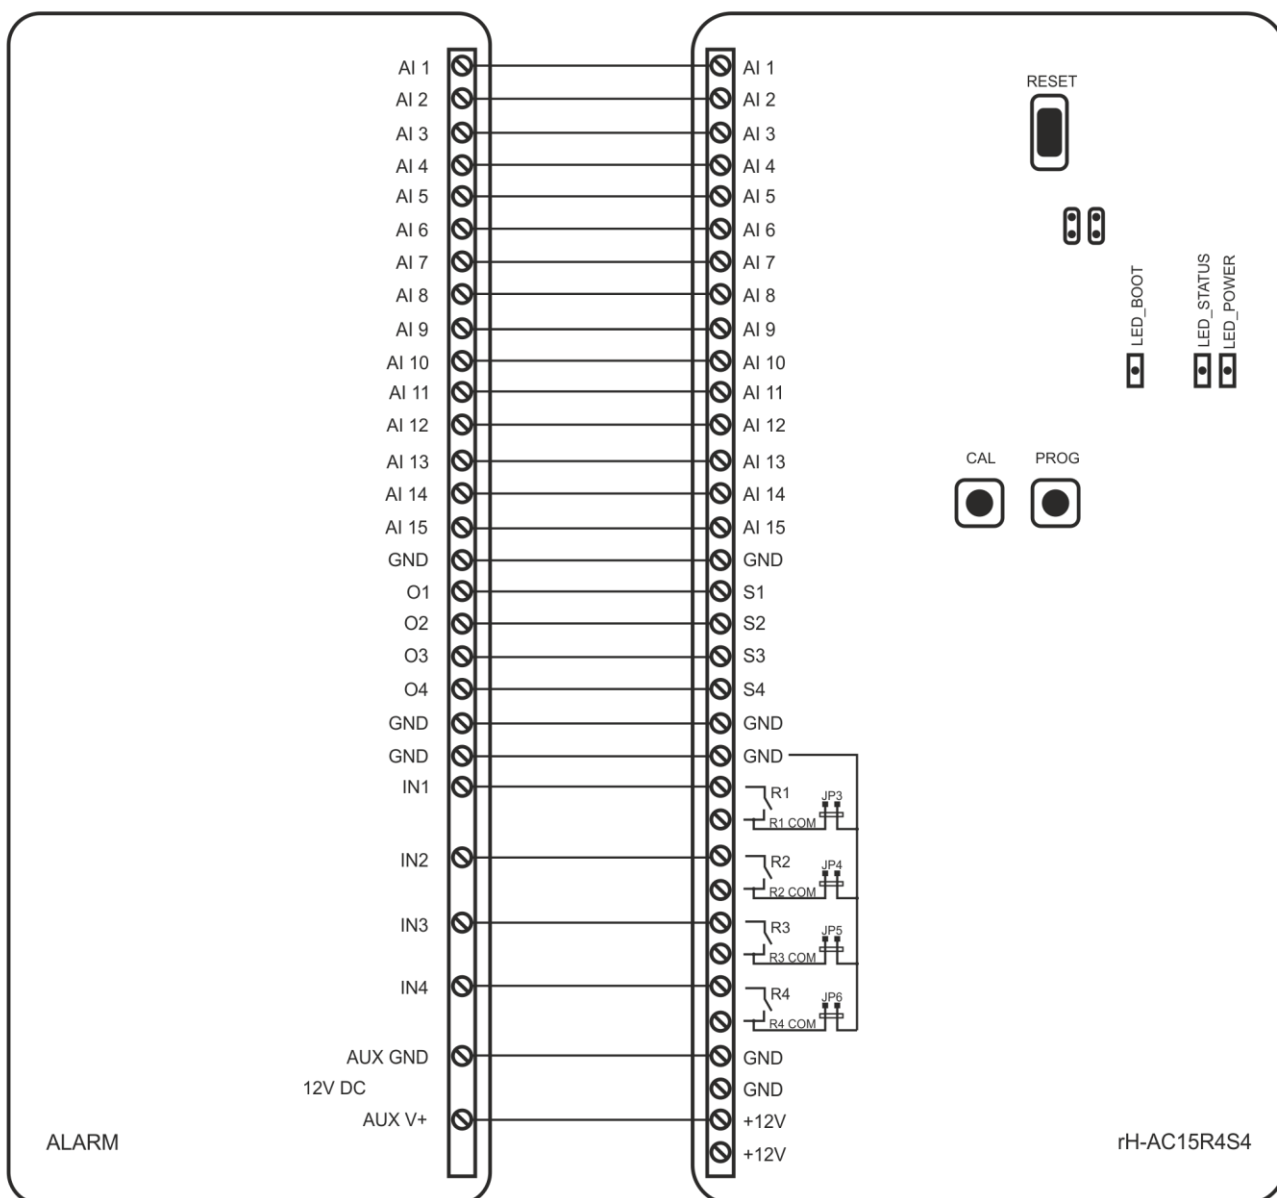 AI 1 AI 1
AI 2 AI 2
AI 3 AI 3
AI 4 AI 4
AI 5 AI 5
AI 6 AI 6
AI 7 AI 7
AI 8 AI 8
AI 9 AI 9
AI 10 AI 10
AI 11 AI 11
AI 12 AI 12
AI 13 AI 13
AI 14 AI 14
AI 15 AI 15
GND GND
O1 S1
O2 S2
O3 S3
O4 S4
GND GND
GND GND
IN1 R1 JP3
R1 COM
IN2 R2 JP4
R2 COM
IN3 R3 JP5
R3 COM
IN4 R4 JP6
R4 COM
AUX GND GND
12V DC GND
AUX V+ +12V
+12V
ALARM
RESET
LED_BOOT
LED_STATUS
LED_POWER
CAL PROG
rH-AC15R4S4